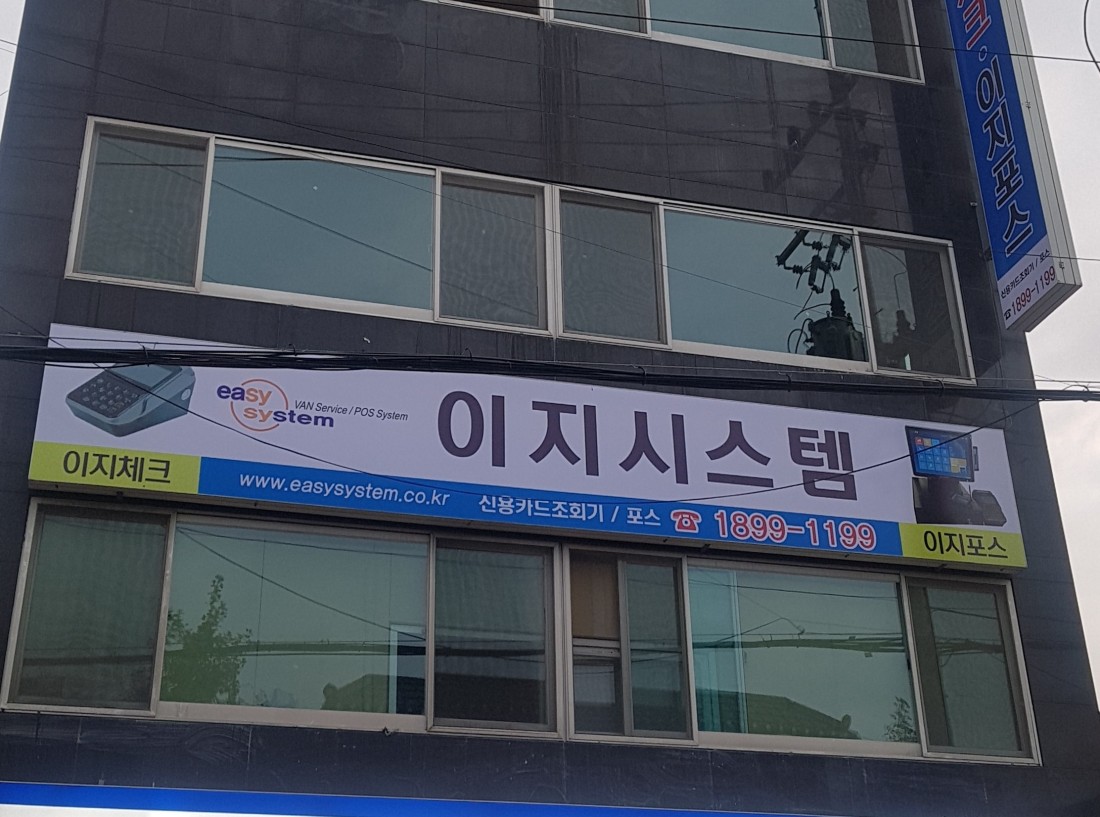 easy
system
VAN Service / POS System
이지시스템
이지체크
www.easysystem.co.kr
신용카드조회기 / 포스 ☎ 1899-1199
이지포스
크·이지포스
신용카드조회기 / 포스
☎1899-1199